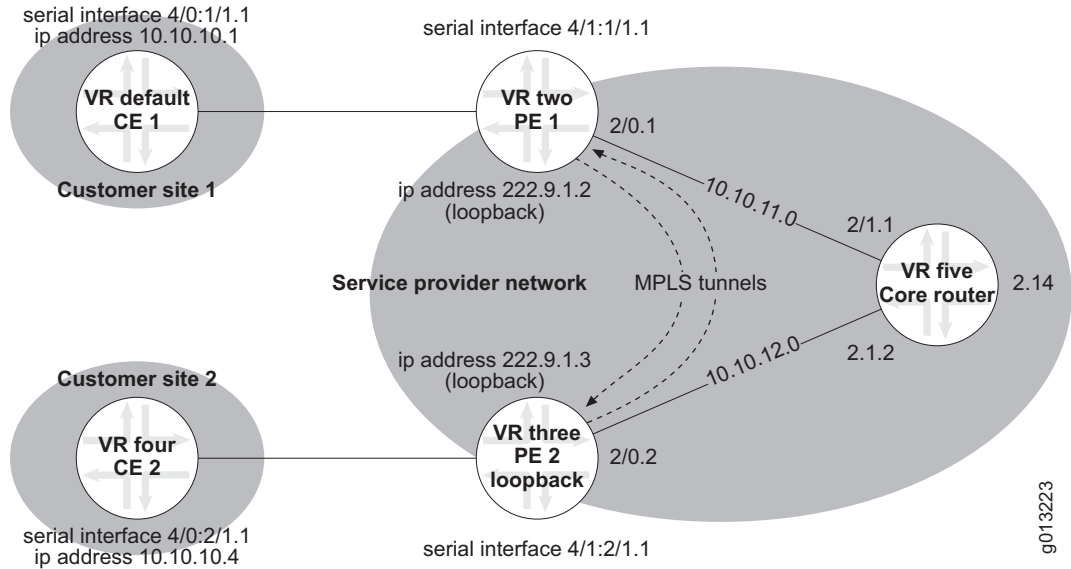 serial interface 4/0:1/1.1
ip address 10.10.10.1
VR default
CE 1
Customer site 1
serial interface 4/1:1/1.1
VR two
PE 1
2/0.1
ip address 222.9.1.2
(loopback)
10.10.11.0
2/1.1
VR five
Core router
2.14
Service provider network
MPLS tunnels
2.1.2
10.10.12.0
ip address 222.9.1.3
(loopback)
Customer site 2
VR four
CE 2
serial interface 4/0:2/1.1
ip address 10.10.10.4
VR three
PE 2
loopback
2/0.2
serial interface 4/1:2/1.1
g013223